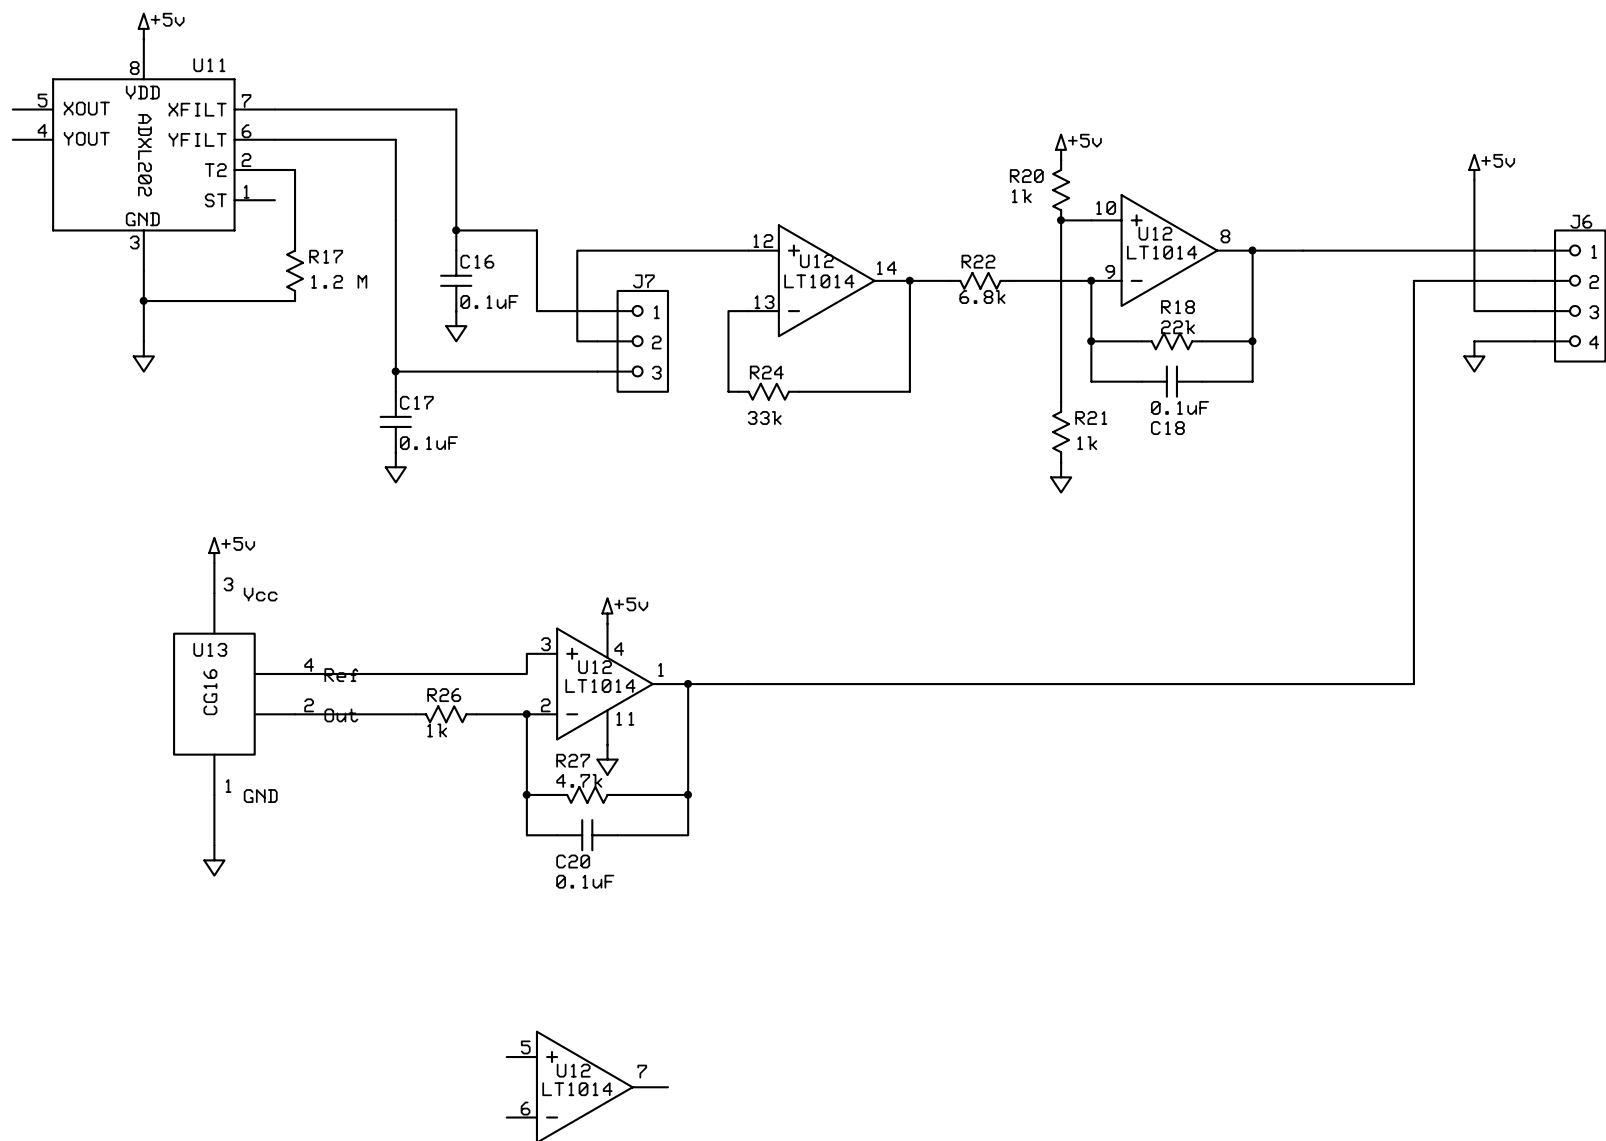 +5v
8
U11
VDD
5
XOUT
XFILT
7
4
YOUT
YFILT
6
ADXL202
T2
2
ST
1
GND
3
R17
1.2 M
C16
0.1uF
C17
0.1uF
J7
1
2
3
12
+
U12
LT1014
14
13
−
R24
33k
R22
6.8k
+5v
R20
1k
10
+
U12
LT1014
8
9
−
R18
22k
0.1uF
C18
R21
1k
+5v
J6
1
2
3
4
+5v
3
Vcc
U13
CG16
4
Ref
2
Out
1
GND
R26
1k
+5v
3
+
4
U12
LT1014
1
2
−
11
R27
4.7k
C20
0.1uF
5
+
U12
LT1014
7
6
−